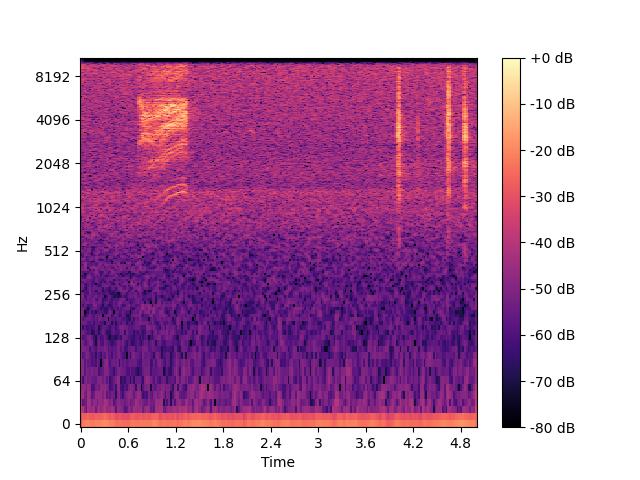 8192
4096
2048
1024
512
256
128
64
0
Hz
0 0.6 1.2 1.8 2.4 3 3.6 4.2 4.8
Time
+0 dB
-10 dB
-20 dB
-30 dB
-40 dB
-50 dB
-60 dB
-70 dB
-80 dB